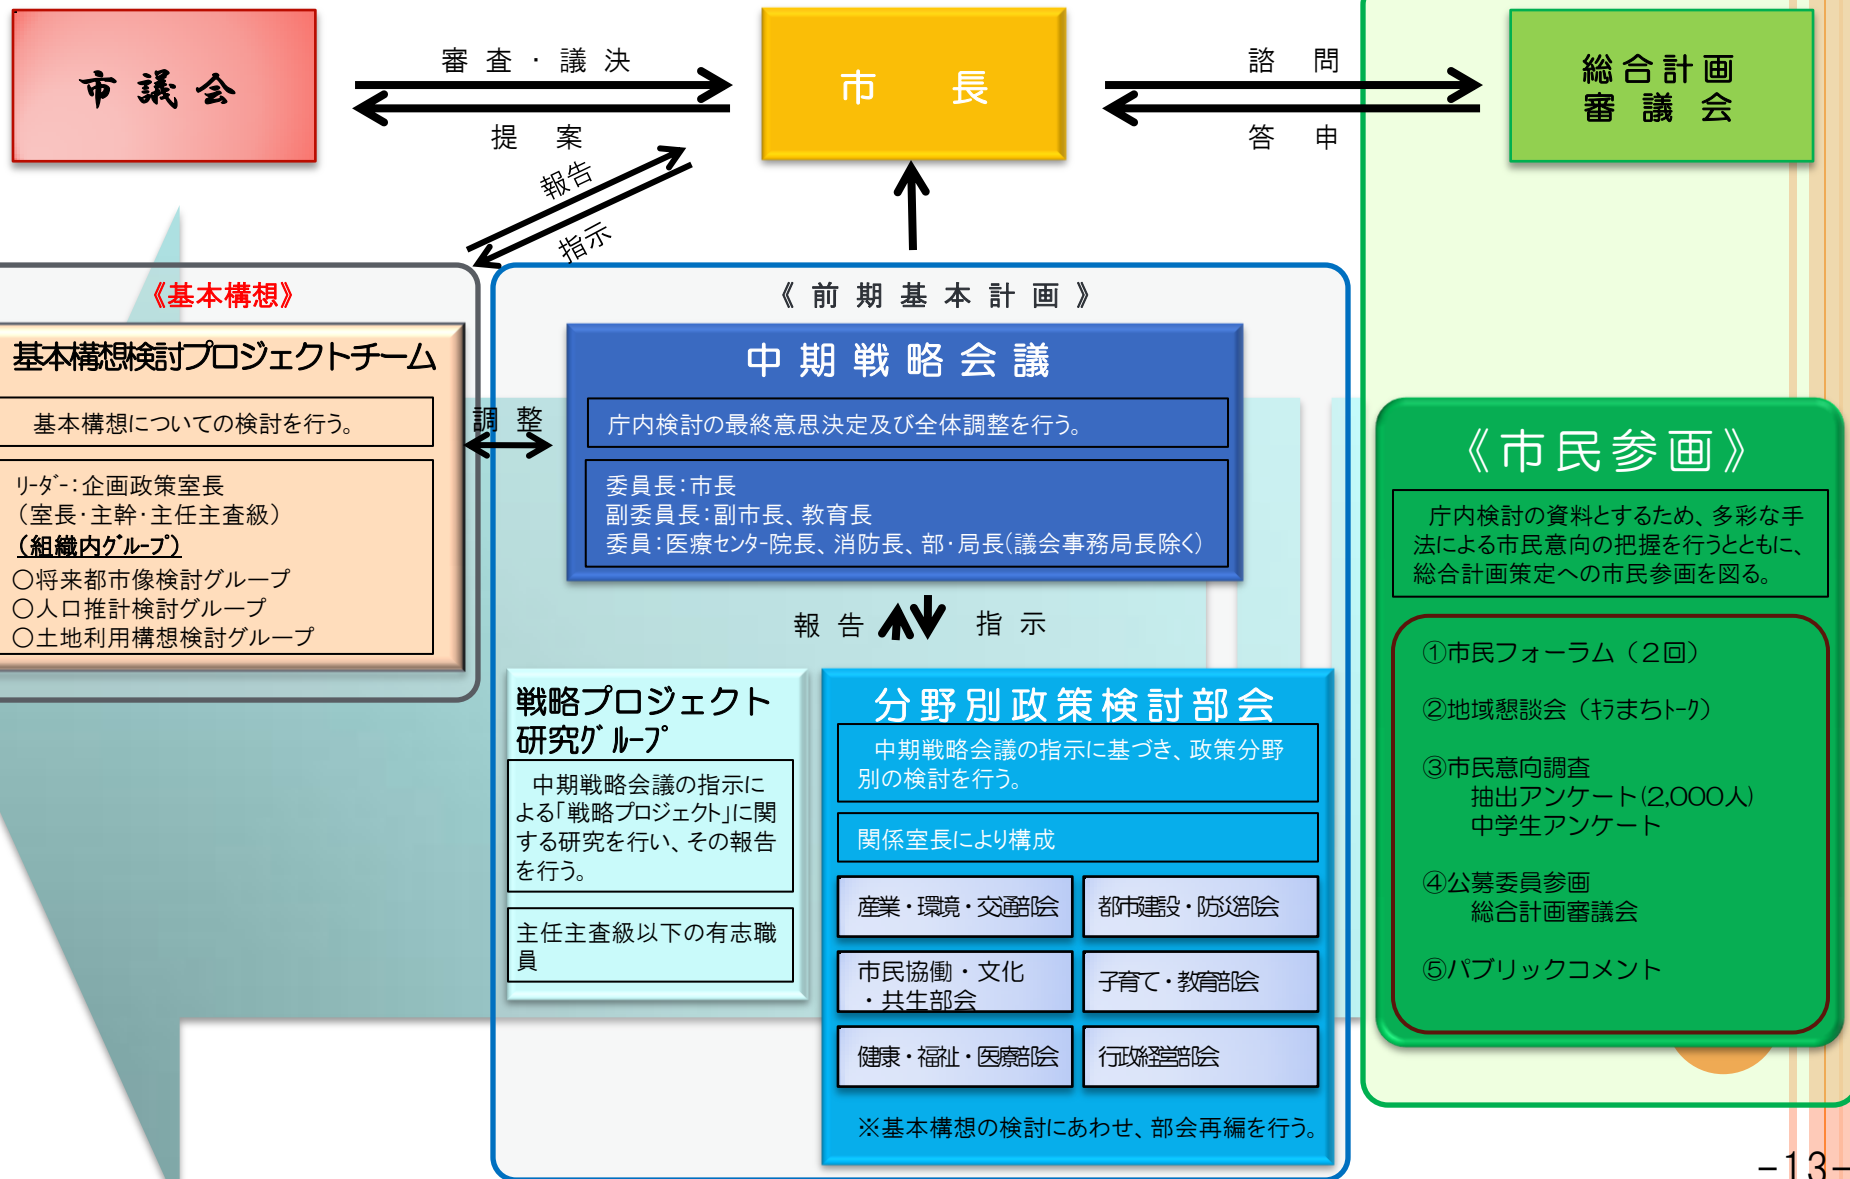 市議会
審査・議決
提案
市長
諮問
答申
総合計画
審議会
報告
指示
《基本構想》
基本構想検討プロジェクトチーム
基本構想についての検討を行う。
ﾘｰﾀﾞｰ：企画政策室長
（室長・主幹・主任主査級）
（組織内ｸﾞﾙｰﾌﾟ）
○将来都市像検討グループ
○人口推計検討グループ
○土地利用構想検討グループ
調整
《前期基本計画》
中期戦略会議
庁内検討の最終意思決定及び全体調整を行う。
委員長：市長
副委員長：副市長、教育長
委員：医療ｾﾝﾀｰ院長、消防長、部・局長(議会事務局長除く)
報告
指示
戦略プロジェクト
研究ｸﾞﾙｰﾌﾟ
中期戦略会議の指示に
よる「戦略プロジェクト」に関
する研究を行い、その報告
を行う。
主任主査級以下の有志職
員
分野別政策検討部会
中期戦略会議の指示に基づき、政策分野
別の検討を行う。
関係室長により構成
産業・環境・交通部会
都市建設・防災部会
市民協働・文化
・共生部会
子育て・教育部会
健康・福祉・医療部会
行政経営部会
※基本構想の検討にあわせ、部会再編を行う。
《市民参画》
庁内検討の資料とするため、多彩な手
法による市民意向の把握を行うとともに、
総合計画策定への市民参画を図る。
①市民フォーラム（２回）
②地域懇談会（ｷﾗまちﾄｰｸ）
③市民意向調査
抽出アンケート(2,000人)
中学生アンケート
④公募委員参画
総合計画審議会
⑤パブリックコメント
-13-